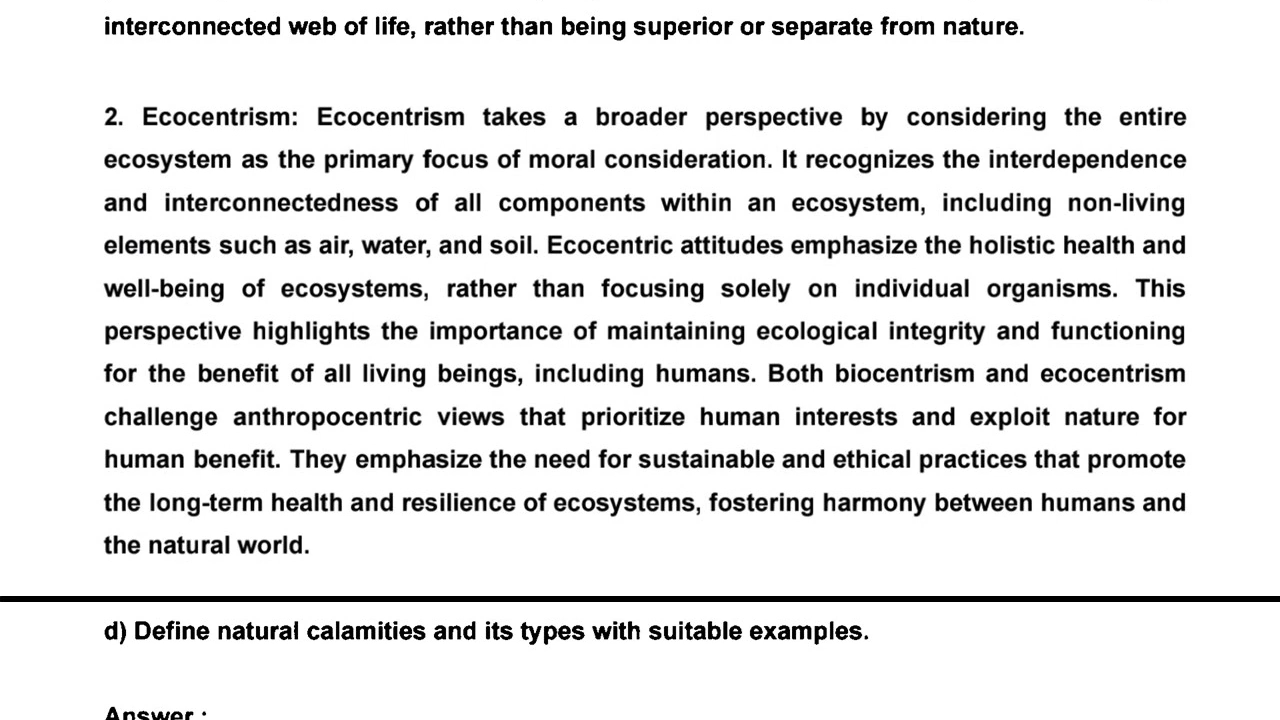 interconnected web of life, rather than being superior or separate from nature.
2. Ecocentrism: Ecocentrism takes a broader perspective by considering the entire
ecosystem as the primary focus of moral consideration. It recognizes the interdependence
and interconnectedness of all components within an ecosystem, including non-living
elements such as air, water, and soil. Ecocentric attitudes emphasize the holistic health and
well-being of ecosystems, rather than focusing solely on individual organisms. This
perspective highlights the importance of maintaining ecological integrity and functioning
for the benefit of all living beings, including humans. Both biocentrism and ecocentrism
challenge anthropocentric views that prioritize human interests and exploit nature for
human benefit. They emphasize the need for sustainable and ethical practices that promote
the long-term health and resilience of ecosystems, fostering harmony between humans and
the natural world.
d) Define natural calamities and its types with suitable examples.
Answer :